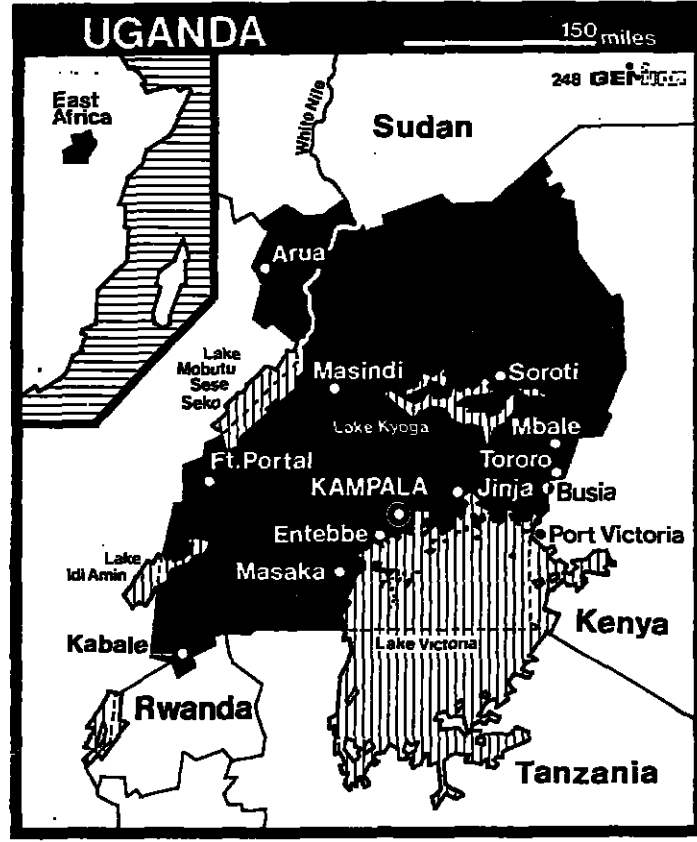 UGANDA
150 miles
248 GEMINI
East
Africa
White Nile
Sudan
Arua
Lake
Mobutu
Sese
Seko
Masindi
Soroti
Lake Kyoga
Mbale
Ft.Portal
Tororo
KAMPALA
Jinja
Busia
Entebbe
Port Victoria
Lake
Idi Amin
Masaka
Kenya
Kabale
Lake Victoria
Rwanda
Tanzania